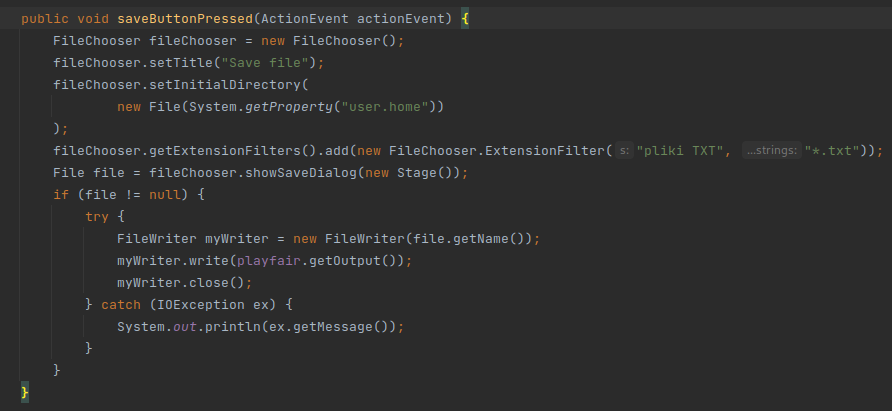 public void saveButtonPressed(ActionEvent actionEvent) {
    FileChooser fileChooser = new FileChooser();
    fileChooser.setTitle("Save file");
    fileChooser.setInitialDirectory(
            new File(System.getProperty("user.home"))
    );
    fileChooser.getExtensionFilters().add(new FileChooser.ExtensionFilter( s: "pliki TXT", ...strings: "*.txt"));
    File file = fileChooser.showSaveDialog(new Stage());
    if (file != null) {
        try {
            FileWriter myWriter = new FileWriter(file.getName());
            myWriter.write(playfair.getOutput());
            myWriter.close();
        } catch (IOException ex) {
            System.out.println(ex.getMessage());
        }
    }
}